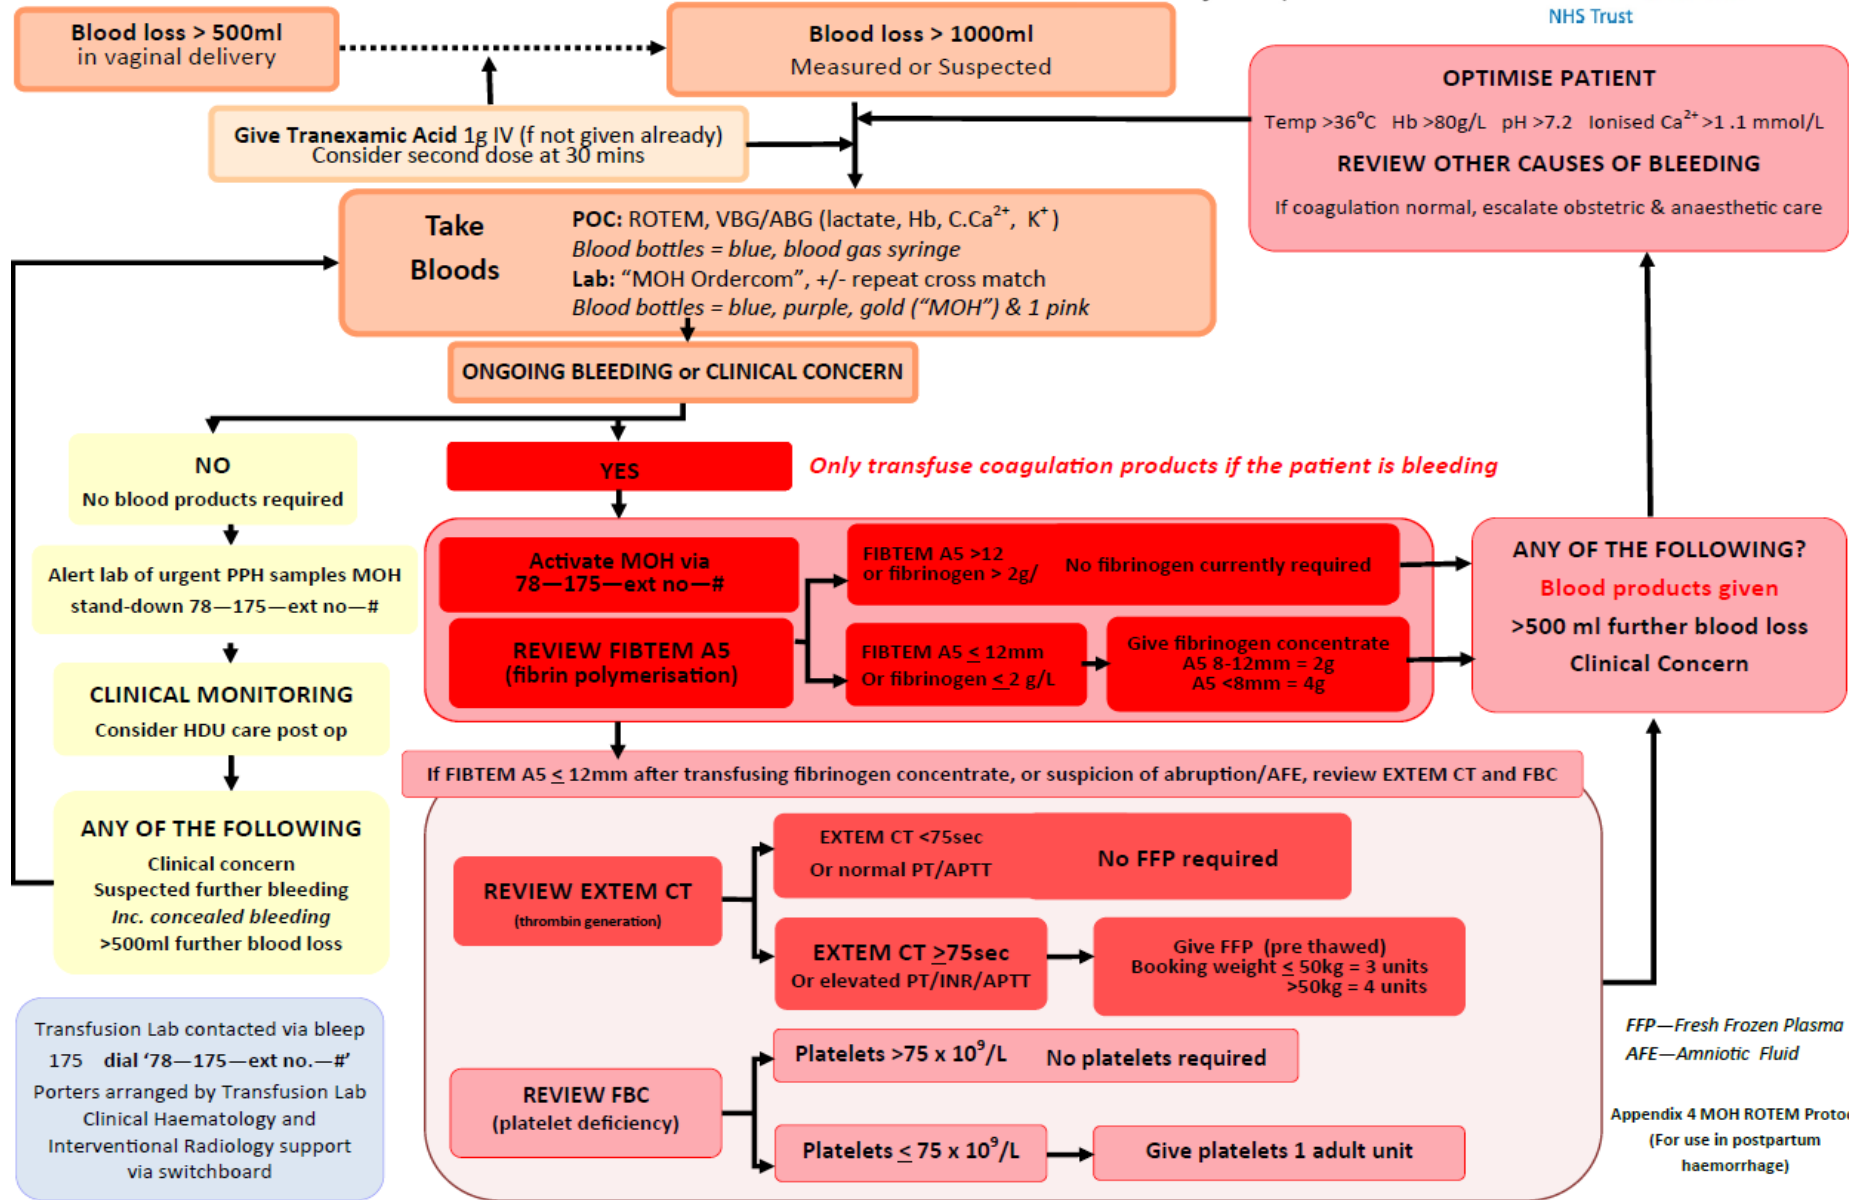 NHS Trust
Blood loss > 500ml
in vaginal delivery
Blood loss > 1000ml
Measured or Suspected
Give Tranexamic Acid 1g IV (f not given already)
Consider second dose at 30 mins
OPTIMISE PATIENT
Temp >36°C Hb >80g/L pH >7.2 Ionised Ca²⁺ >1 .1 mmol/L
REVIEW OTHER CAUSES OF BLEEDING
If coagulation normal, escalate obstetric & anaesthetic care
Take
Bloods
POC: ROTEM, VBG/ABG (lactate, Hb, C.Ca²⁺, K⁺ )
Blood bottles = blue, blood gas syringe
Lab: “MOH Ordercom”, +/- repeat cross match
Blood bottles = blue, purple, gold (“MOH”) & 1 pink
ONGOING BLEEDING or CLINICAL CONCERN
NO
No blood products required
YES
Only transfuse coagulation products if the patient is bleeding
Alert lab of urgent PPH samples MOH
stand-down 78—175—ext no—#
CLINICAL MONITORING
Consider HDU care post op
ANY OF THE FOLLOWING
Clinical concern
Suspected further bleeding
Inc. concealed bleeding
>500ml further blood loss
Activate MOH via
78—175—ext no—#
REVIEW FIBTEM A5
(fibrin polymerisation)
FIBTEM A5 >12
or fibrinogen > 2g/
No fibrinogen currently required
FIBTEM A5 ≤ 12mm
Or fibrinogen ≤ 2 g/L
Give fibrinogen concentrate
A5 8-12mm = 2g
A5 <8mm = 4g
ANY OF THE FOLLOWING?
Blood products given
>500 ml further blood loss
Clinical Concern
If FIBTEM A5 ≤ 12mm after transfusing fibrinogen concentrate, or suspicion of abruption/AFE, review EXTEM CT and FBC
REVIEW EXTEM CT
(thrombin generation)
EXTEM CT <75sec
Or normal PT/APTT
No FFP required
EXTEM CT ≥75sec
Or elevated PT/INR/APTT
Give FFP (pre thawed)
Booking weight ≤ 50kg = 3 units
>50kg = 4 units
REVIEW FBC
(platelet deficiency)
Platelets >75 x 10⁹/L
No platelets required
Platelets ≤ 75 x 10⁹/L
Give platelets 1 adult unit
Transfusion Lab contacted via bleep
175 dial ‘78—175—ext no.—#’
Porters arranged by Transfusion Lab
Clinical Haematology and
Interventional Radiology support
via switchboard
FFP—Fresh Frozen Plasma
AFE—Amniotic Fluid
Appendix 4 MOH ROTEM Protoc
(For use in postpartum
haemorrhage)